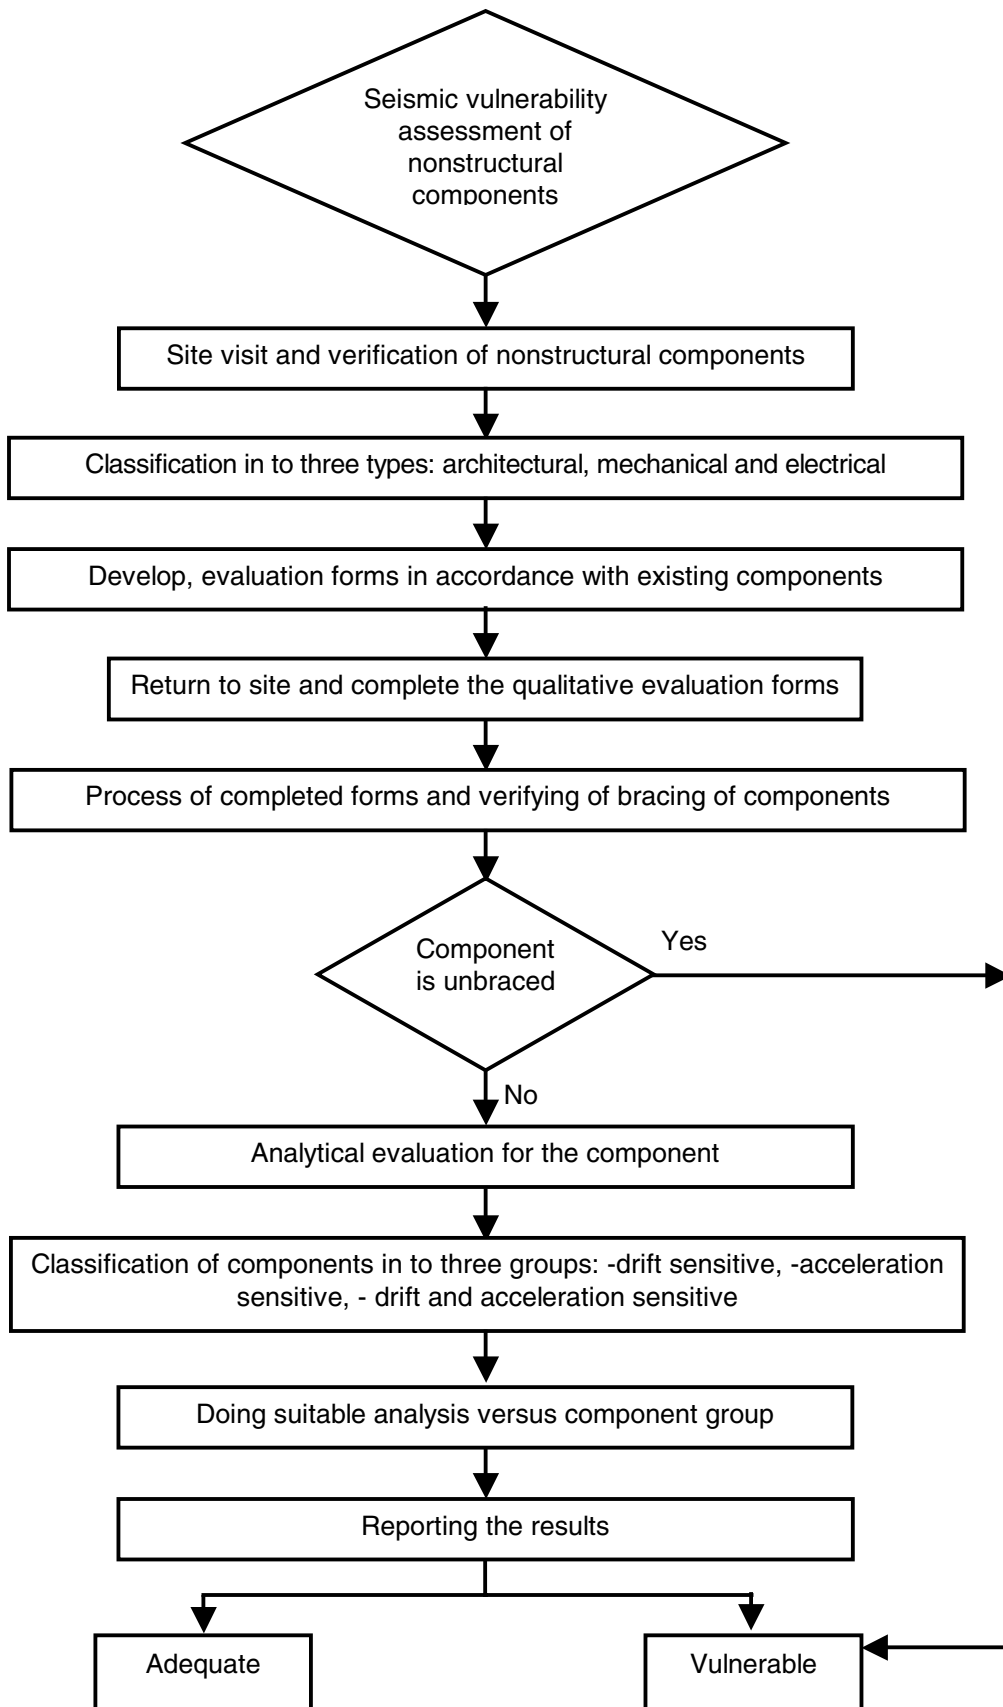 Seismic vulnerability
assessment of
nonstructural
components
Site visit and verification of nonstructural components
Classification in to three types: architectural, mechanical and electrical
Develop, evaluation forms in accordance with existing components
Return to site and complete the qualitative evaluation forms
Process of completed forms and verifying of bracing of components
Component
is unbraced
Yes
No
Analytical evaluation for the component
Classification of components in to three groups: -drift sensitive, -acceleration
sensitive, - drift and acceleration sensitive
Doing suitable analysis versus component group
Reporting the results
Adequate
Vulnerable